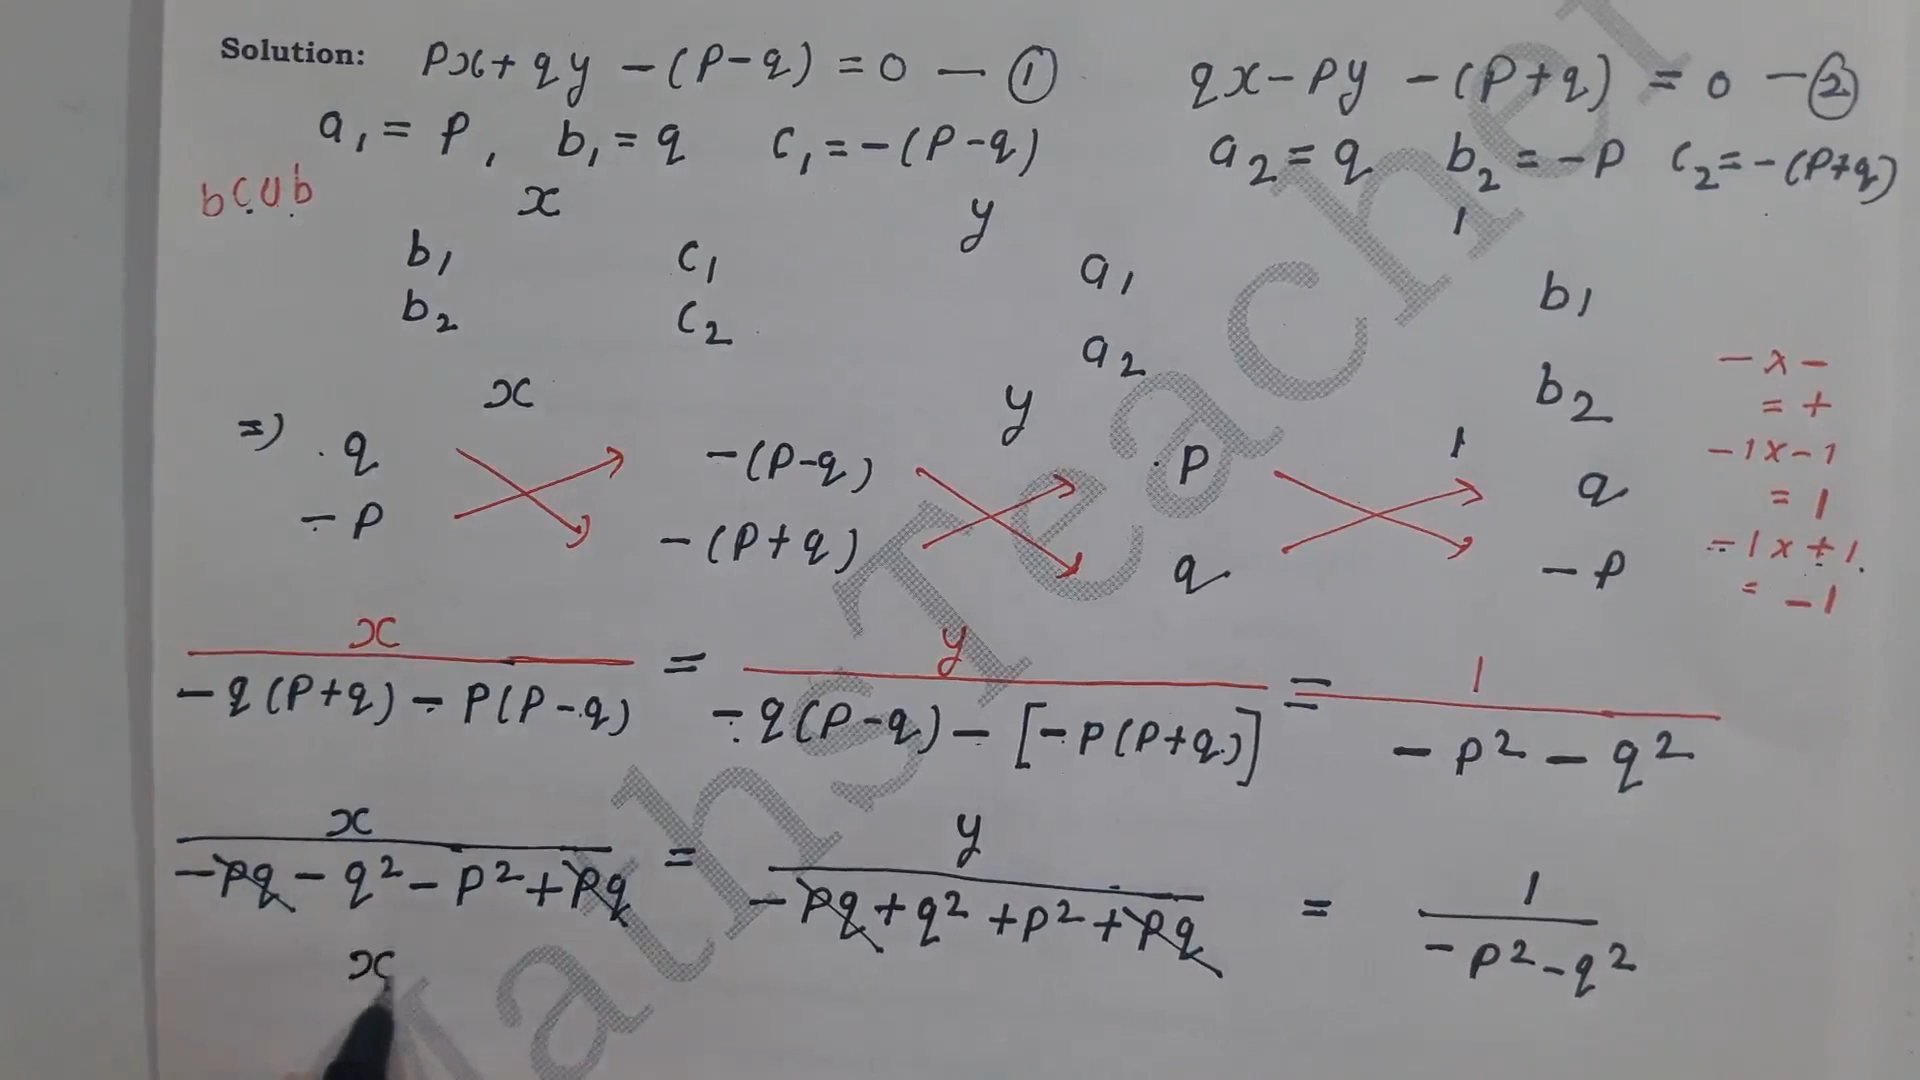 Solution: px + qy - (p - q) = 0 — ① qx - py - (p + q) = 0 — ②
a₁ = p, b₁ = q c₁ = -(p - q) a₂ = q b₂ = -p c₂ = -(p + q)
bcab x y 1
b₁ c₁ a₁ b₁
b₂ c₂ a₂ b₂
x y 1
=) q -(p-q) p q
-p -(p+q) q -p
- x -
= +
-1 x -1
= 1
-1 x +1
= -1
x / -q(p+q) - p(p-q) = y / -q(p-q) - [-p(p+q)] = 1 / -p² - q²
x / -pq - q² - p² + pq = y / -pq + q² + p² + pq = 1 / -p² - q²
x
Maths Teacher